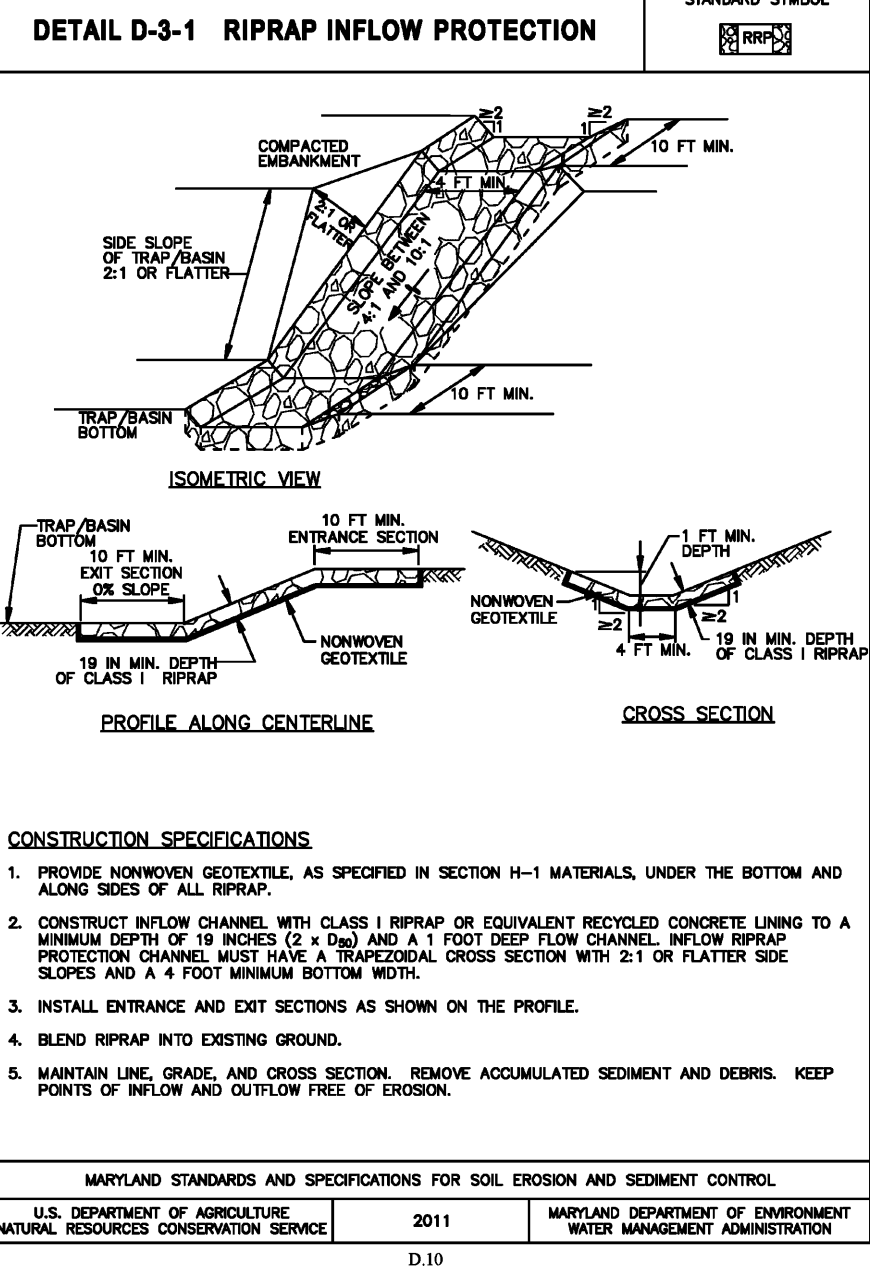 STANDARD SYMBOL
DETAIL D-3-1 RIPRAP INFLOW PROTECTION
RRP
≥2
1
≥2
1
10 FT MIN.
COMPACTED
EMBANKMENT
4 FT MIN.
2:1 OR
FLATTER
SIDE SLOPE
OF TRAP/BASIN
2:1 OR FLATTER
SLOPE BETWEEN
4:1 AND 10:1
10 FT MIN.
TRAP/BASIN
BOTTOM
ISOMETRIC VIEW
TRAP/BASIN
BOTTOM
10 FT MIN.
EXIT SECTION
0% SLOPE
10 FT MIN.
ENTRANCE SECTION
NONWOVEN
GEOTEXTILE
19 IN MIN. DEPTH
OF CLASS I RIPRAP
PROFILE ALONG CENTERLINE
1 FT MIN.
DEPTH
NONWOVEN
GEOTEXTILE
1
≥2
1
≥2
4 FT MIN.
19 IN MIN. DEPTH
OF CLASS I RIPRAP
CROSS SECTION
CONSTRUCTION SPECIFICATIONS
1. PROVIDE NONWOVEN GEOTEXTILE, AS SPECIFIED IN SECTION H-1 MATERIALS, UNDER THE BOTTOM AND
ALONG SIDES OF ALL RIPRAP.
2. CONSTRUCT INFLOW CHANNEL WITH CLASS I RIPRAP OR EQUIVALENT RECYCLED CONCRETE LINING TO A
MINIMUM DEPTH OF 19 INCHES (2 x D50) AND A 1 FOOT DEEP FLOW CHANNEL. INFLOW RIPRAP
PROTECTION CHANNEL MUST HAVE A TRAPEZOIDAL CROSS SECTION WITH 2:1 OR FLATTER SIDE
SLOPES AND A 4 FOOT MINIMUM BOTTOM WIDTH.
3. INSTALL ENTRANCE AND EXIT SECTIONS AS SHOWN ON THE PROFILE.
4. BLEND RIPRAP INTO EXISTING GROUND.
5. MAINTAIN LINE, GRADE, AND CROSS SECTION. REMOVE ACCUMULATED SEDIMENT AND DEBRIS. KEEP
POINTS OF INFLOW AND OUTFLOW FREE OF EROSION.
MARYLAND STANDARDS AND SPECIFICATIONS FOR SOIL EROSION AND SEDIMENT CONTROL
U.S. DEPARTMENT OF AGRICULTURE
NATURAL RESOURCES CONSERVATION SERVICE
2011
MARYLAND DEPARTMENT OF ENVIRONMENT
WATER MANAGEMENT ADMINISTRATION
D.10